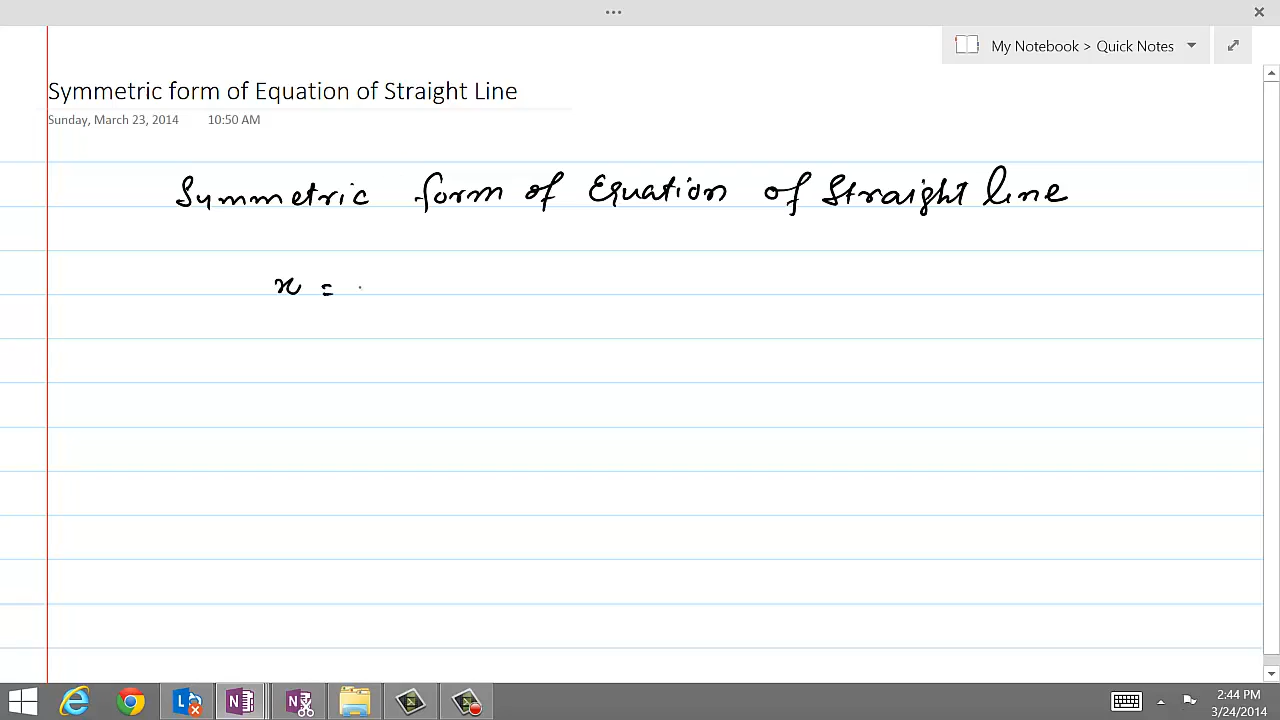 My Notebook > Quick Notes
Symmetric form of Equation of Straight Line
Sunday, March 23, 2014 10:50 AM
Symmetric form of Equation of Straight line
x =
2:44 PM
3/24/2014